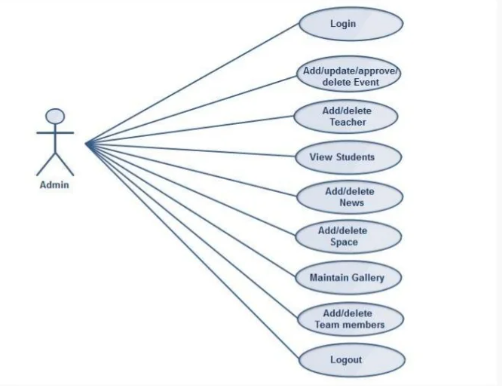 Login
Add/update/approve/
delete Event
Add/delete
Teacher
View Students
Admin
Add/delete
News
Add/delete
Space
Maintain Gallery
Add/delete
Team members
Logout